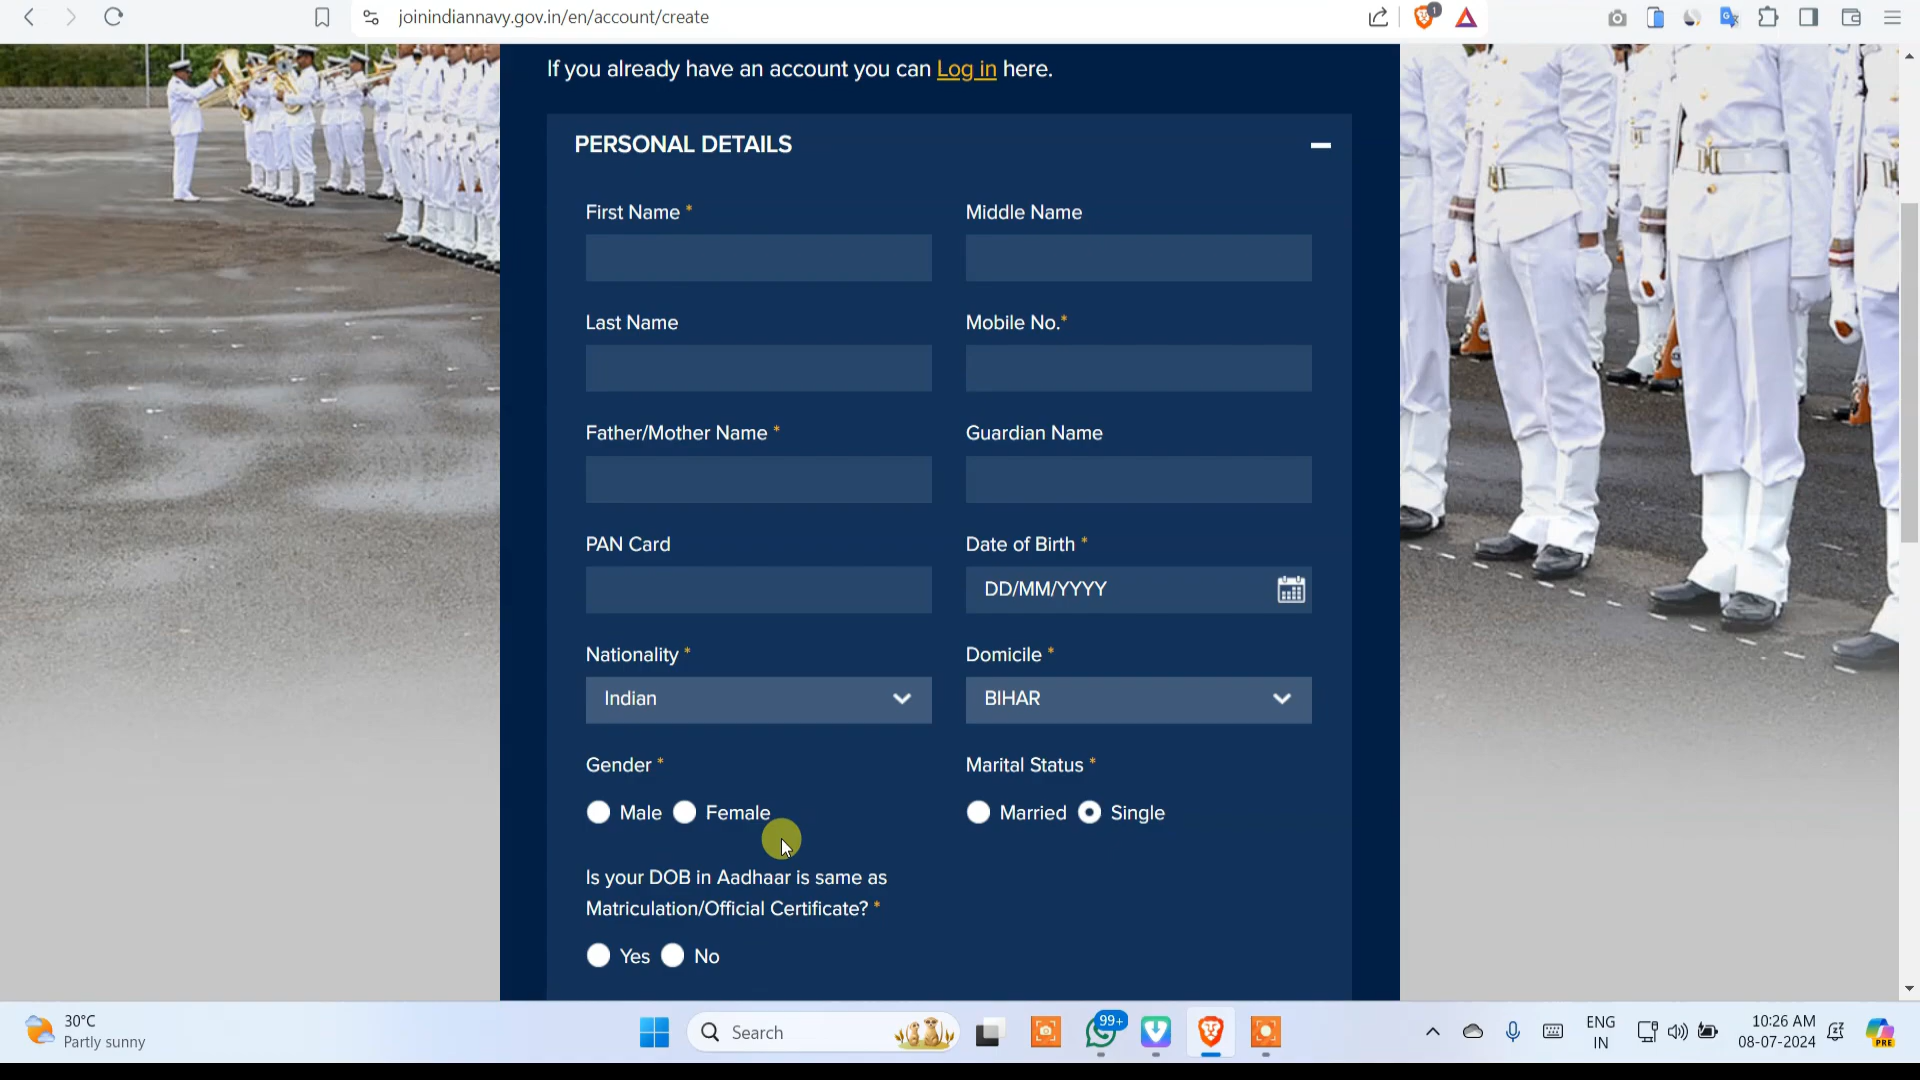 joinindiannavy.gov.in/en/account/create
1
If you already have an account you can Log in here.
PERSONAL DETAILS
First Name *
Middle Name
Last Name
Mobile No.*
Father/Mother Name *
Guardian Name
PAN Card
Date of Birth *
DD/MM/YYYY
Nationality *
Domicile *
Indian
BIHAR
Gender *
Marital Status *
Male
Female
Married
Single
Is your DOB in Aadhaar is same as
Matriculation/Official Certificate? *
Yes
No
30°C
Partly sunny
Search
99+
ENG
IN
10:26 AM
08-07-2024
PRE